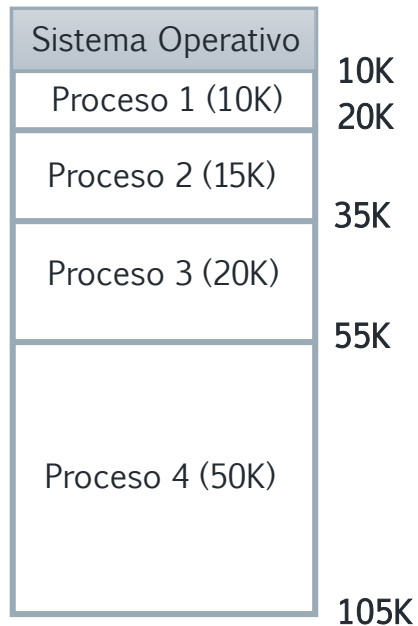 Sistema Operativo
10K
Proceso 1 (10K)
20K
Proceso 2 (15K)
35K
Proceso 3 (20K)
55K
Proceso 4 (50K)
105K